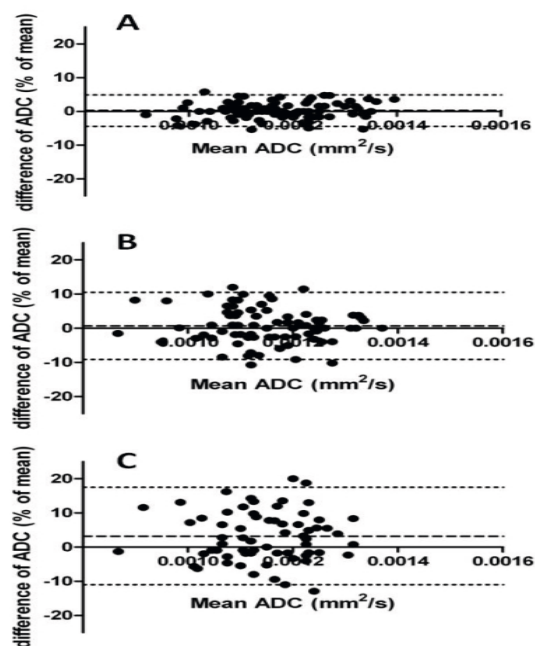 A
difference of ADC (% of mean)
20
10
0
-10
-20
0.0010 0.0012 0.0014 0.0016
Mean ADC (mm²/s)
B
difference of ADC (% of mean)
20
10
0
-10
-20
0.0010 0.0012 0.0014 0.0016
Mean ADC (mm²/s)
C
difference of ADC (% of mean)
20
10
0
-10
-20
0.0010 0.0012 0.0014 0.0016
Mean ADC (mm²/s)